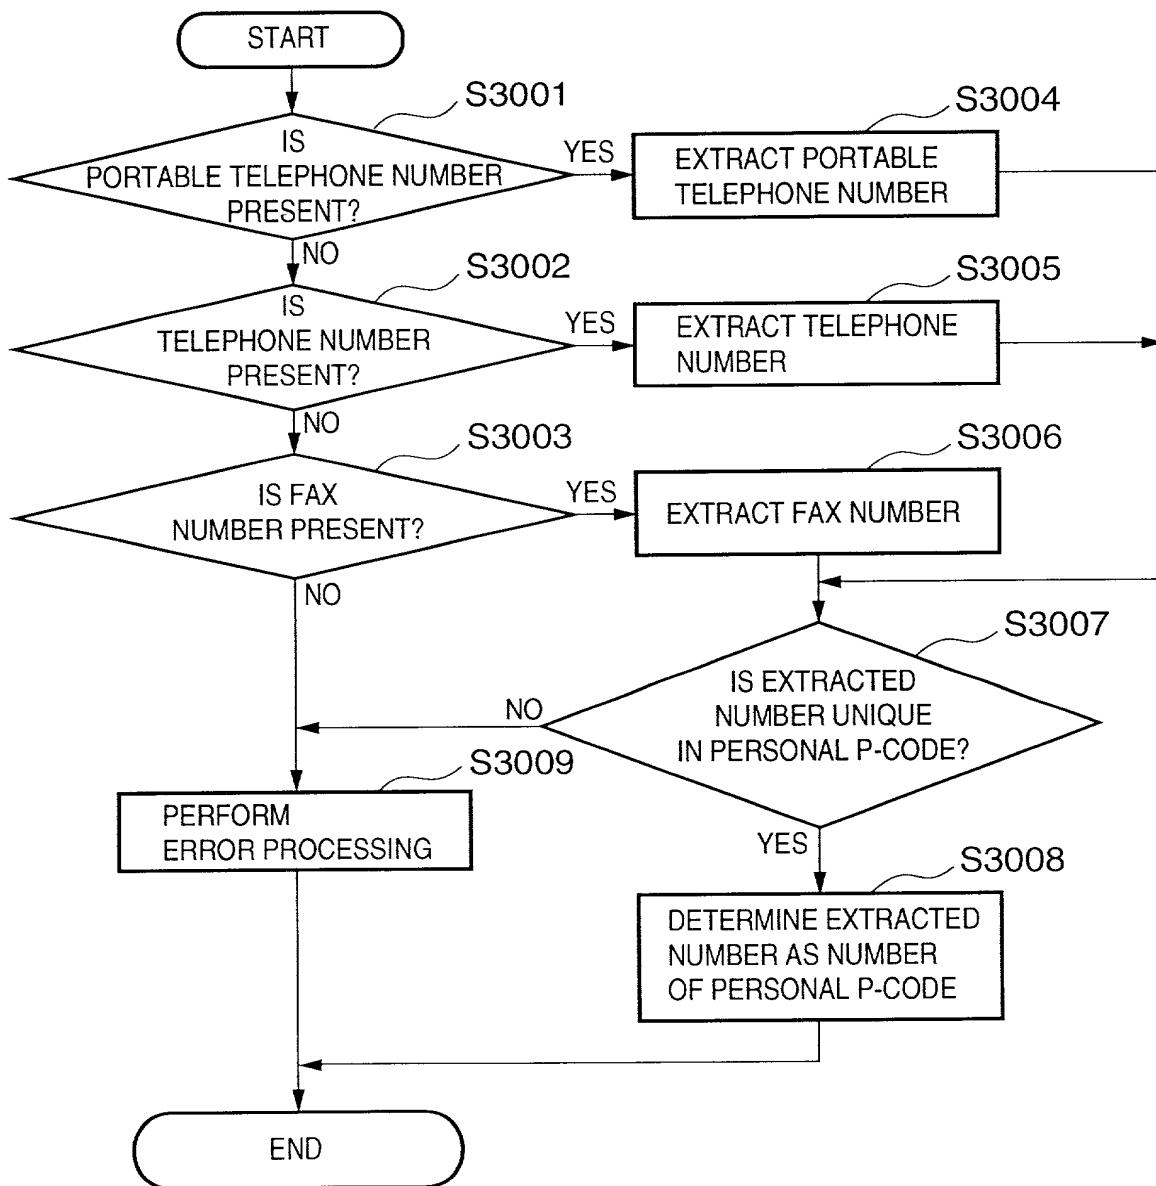 START
S3001
IS
PORTABLE TELEPHONE NUMBER
PRESENT?
YES
S3004
EXTRACT PORTABLE
TELEPHONE NUMBER
NO
S3002
IS
TELEPHONE NUMBER
PRESENT?
YES
S3005
EXTRACT TELEPHONE
NUMBER
NO
S3003
IS FAX
NUMBER PRESENT?
YES
S3006
EXTRACT FAX NUMBER
NO
S3007
IS EXTRACTED
NUMBER UNIQUE
IN PERSONAL P-CODE?
NO
S3009
PERFORM
ERROR PROCESSING
YES
S3008
DETERMINE EXTRACTED
NUMBER AS NUMBER
OF PERSONAL P-CODE
END